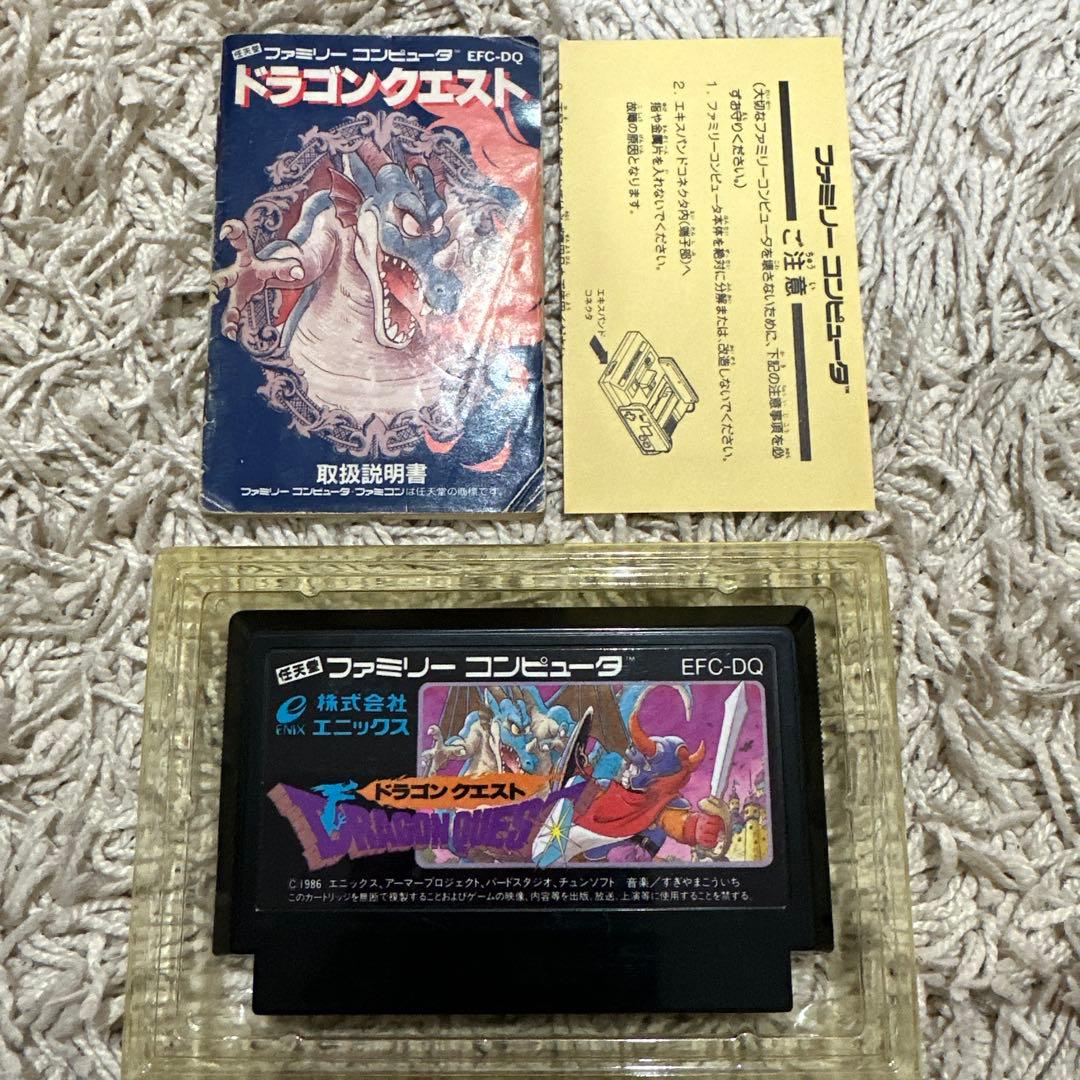 任天堂 ファミリー コンピュータ™ EFC-DQ
ドラゴンクエスト
取扱説明書
ファミリー コンピュータ・ファミコンは任天堂の商標です。
ファミリー コンピュータ™
ご注意
(大切なファミリーコンピュータを壊さないために、下記の注意事項を必
ずお守りください。)
1. ファミリーコンピュータ本体を絶対に分解または、改造しないでください。
2. エキスパンドコネクタ内(端子部)へ
指や金属片を入れないでください。
故障の原因となります。
エキスパンド
コネクタ
任天堂 ファミリー コンピュータ™ EFC-DQ
e 株式会社
ENIX エニックス
ドラゴン クエスト
DRAGON QUEST
C 1986 エニックス、アーマープロジェクト、バードスタジオ、チュンソフト 音楽/すぎやまこういち
このカートリッジを無断で複製することおよびゲームの映像、内容等を出版、放送、上演等に使用することを禁ずる。